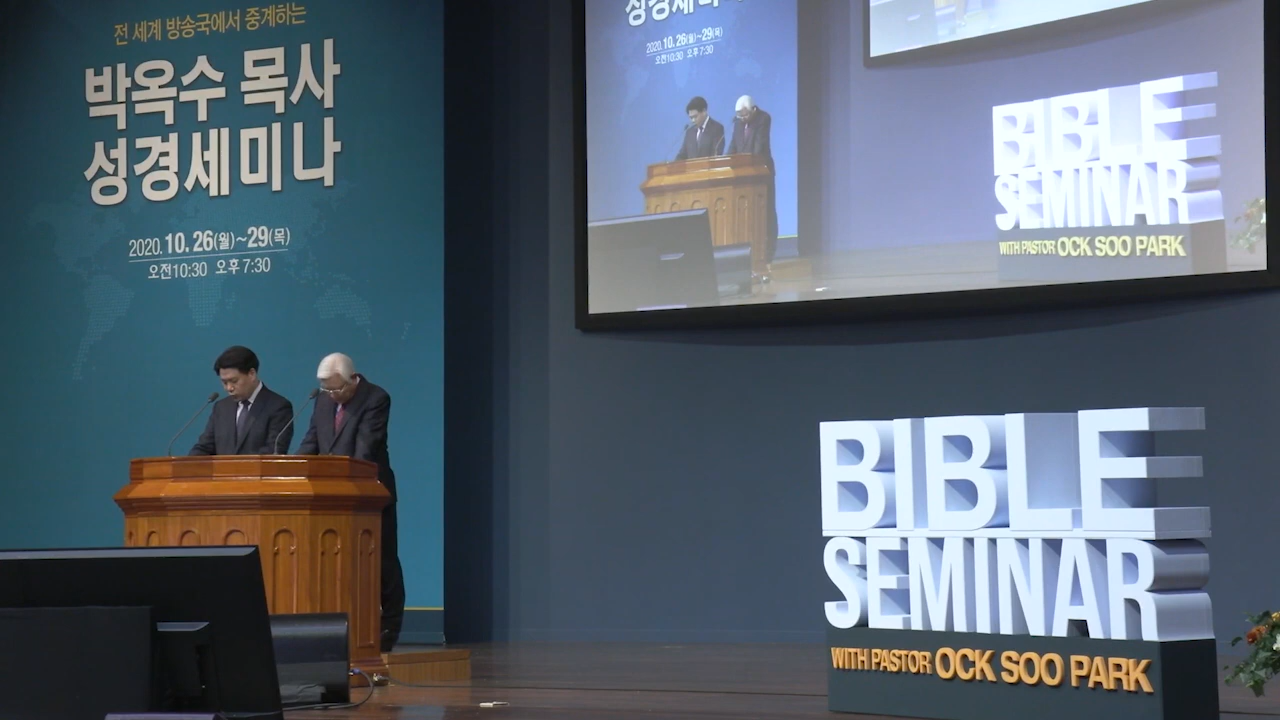 전 세계 방송국에서 중계하는
박옥수 목사
성경세미나
2020. 10. 26(월)~29(목)
오전10:30 오후7:30
2020. 10. 26(월)~29(목)
오전10:30 오후 7:30
BIBLE
SEMINAR
WITH PASTOR OCK SOO PARK
BIBLE
SEMINAR
WITH PASTOR OCK SOO PARK